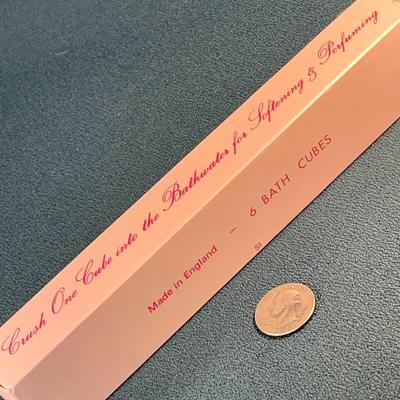 Crush One Cube into the Bathwater for Softening & Perfuming
Made in England — 6 BATH CUBES